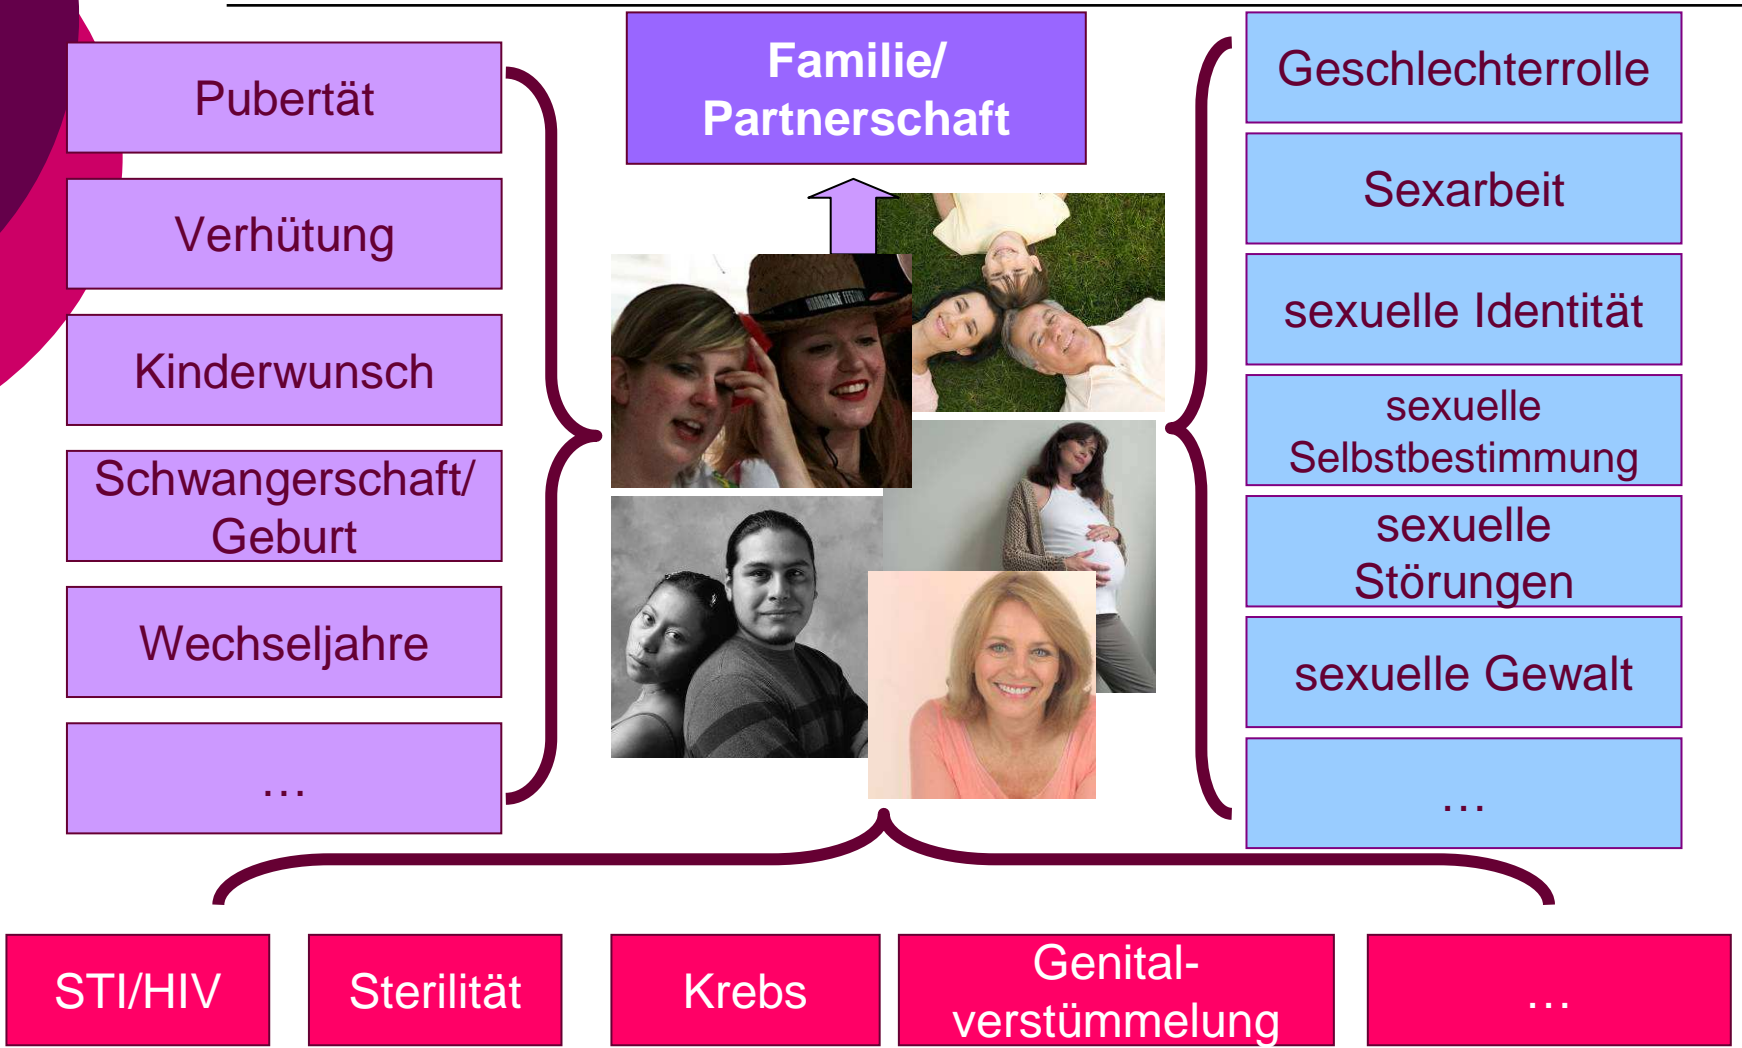 Familie/
Partnerschaft
Pubertät
Verhütung
Kinderwunsch
Schwangerschaft/
Geburt
Wechseljahre
…
Geschlechterrolle
Sexarbeit
sexuelle Identität
sexuelle
Selbstbestimmung
sexuelle
Störungen
sexuelle Gewalt
…
STI/HIV
Sterilität
Krebs
Genital-
verstümmelung
…